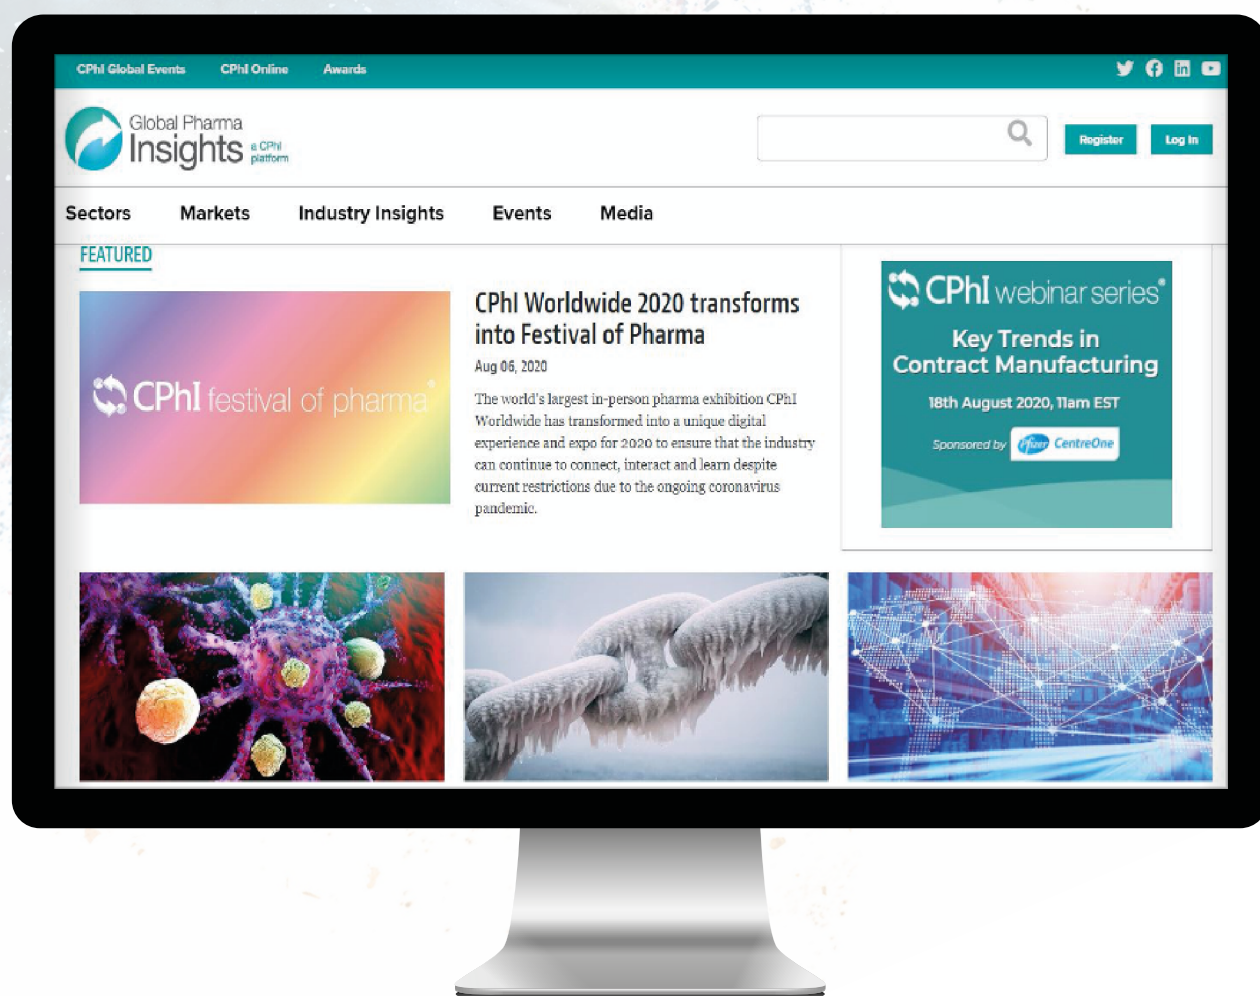 CPhI Global Events CPhI Online Awards
Global Pharma
Insights a CPhI
platform
Register Log In
Sectors Markets Industry Insights Events Media
FEATURED
CPhI festival of pharma®
CPhI Worldwide 2020 transforms
into Festival of Pharma
Aug 06, 2020
The world's largest in-person pharma exhibition CPhI
Worldwide has transformed into a unique digital
experience and expo for 2020 to ensure that the industry
can continue to connect, interact and learn despite
current restrictions due to the ongoing coronavirus
pandemic.
CPhI webinar series®
Key Trends in
Contract Manufacturing
18th August 2020, 11am EST
Sponsored by Pfizer CentreOne